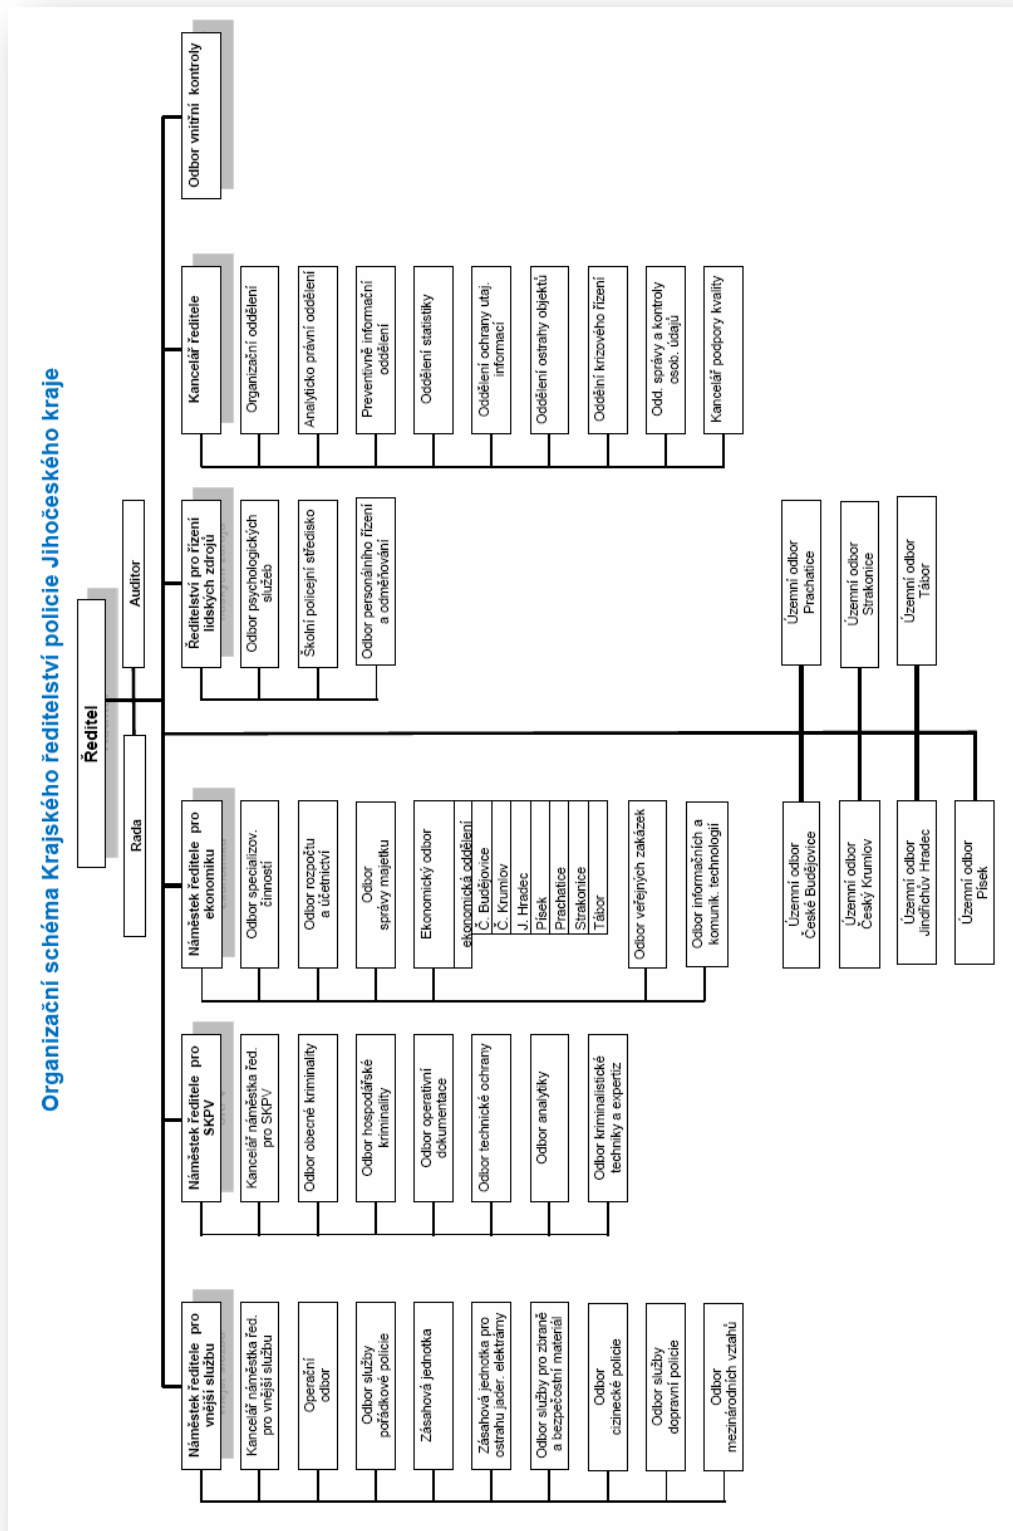 Organizační schéma Krajského ředitelství policie Jihočeského kraje
Ředitel
Rada
Auditor
Náměstek ředitele pro
vnější službu
Kancelář náměstka řed.
pro vnější službu
Operační
odbor
Odbor služby
pořádkové policie
Zásahová jednotka
Zásahová jednotka pro
ostrahu jader. elektrárny
Odbor služby pro zbraně
a bezpečostní materiál
Odbor
cizinecké policie
Odbor služby
dopravní policie
Odbor
mezinárodních vztahů
Náměstek ředitele pro
SKPV
Kancelář náměstka řed.
pro SKPV
Odbor obecné kriminality
Odbor hospodářské
kriminality
Odbor operativní
dokumentace
Odbor technické ochrany
Odbor analytiky
Odbor kriminalistické
techniky a expertiz
Náměstek ředitele pro
ekonomiku
Odbor specializov.
činností
Odbor rozpočtu
a účetnictví
Odbor
správy majetku
Ekonomický odbor
ekonomická oddělení
Č. Budějovice
Č. Krumlov
J. Hradec
Písek
Prachatice
Strakonice
Tábor
Odbor veřejných zakázek
Odbor informačních a
komunik. technologií
Ředitelství pro řízení
lidských zdrojů
Odbor psychologických
služeb
Školní policejní středisko
Odbor personálního řízení
a odměňování
Kancelář ředitele
Organizační oddělení
Analyticko právní oddělení
Preventivně informační
oddělení
Oddělení statistiky
Oddělení ochrany utaj.
informací
Oddělení ostrahy objektů
Oddělní krizového řízení
Odd. správy a kontroly
osob. údajů
Kancelář podpory kvality
Odbor vnitřní kontroly
Územní odbor
České Budějovice
Územní odbor
Český Krumlov
Územní odbor
Jindřichův Hradec
Územní odbor
Písek
Územní odbor
Prachatice
Územní odbor
Strakonice
Územní odbor
Tábor